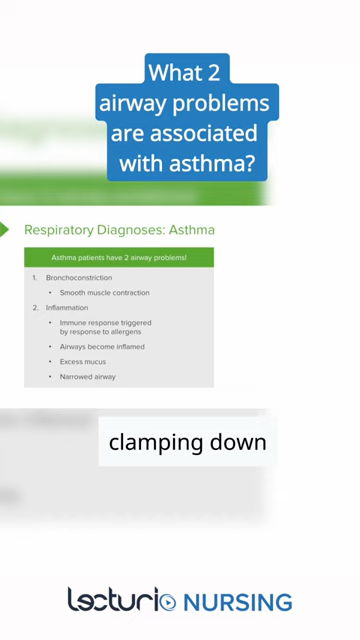 What 2
airway problems
are associated
with asthma?
Respiratory Diagnoses: Asthma
Asthma patients have 2 airway problems!
1. Bronchoconstriction
• Smooth muscle contraction
2. Inflammation
• Immune response triggered
by response to allergens
• Airways become inflamed
• Excess mucus
• Narrowed airway
clamping down
lecturio NURSING